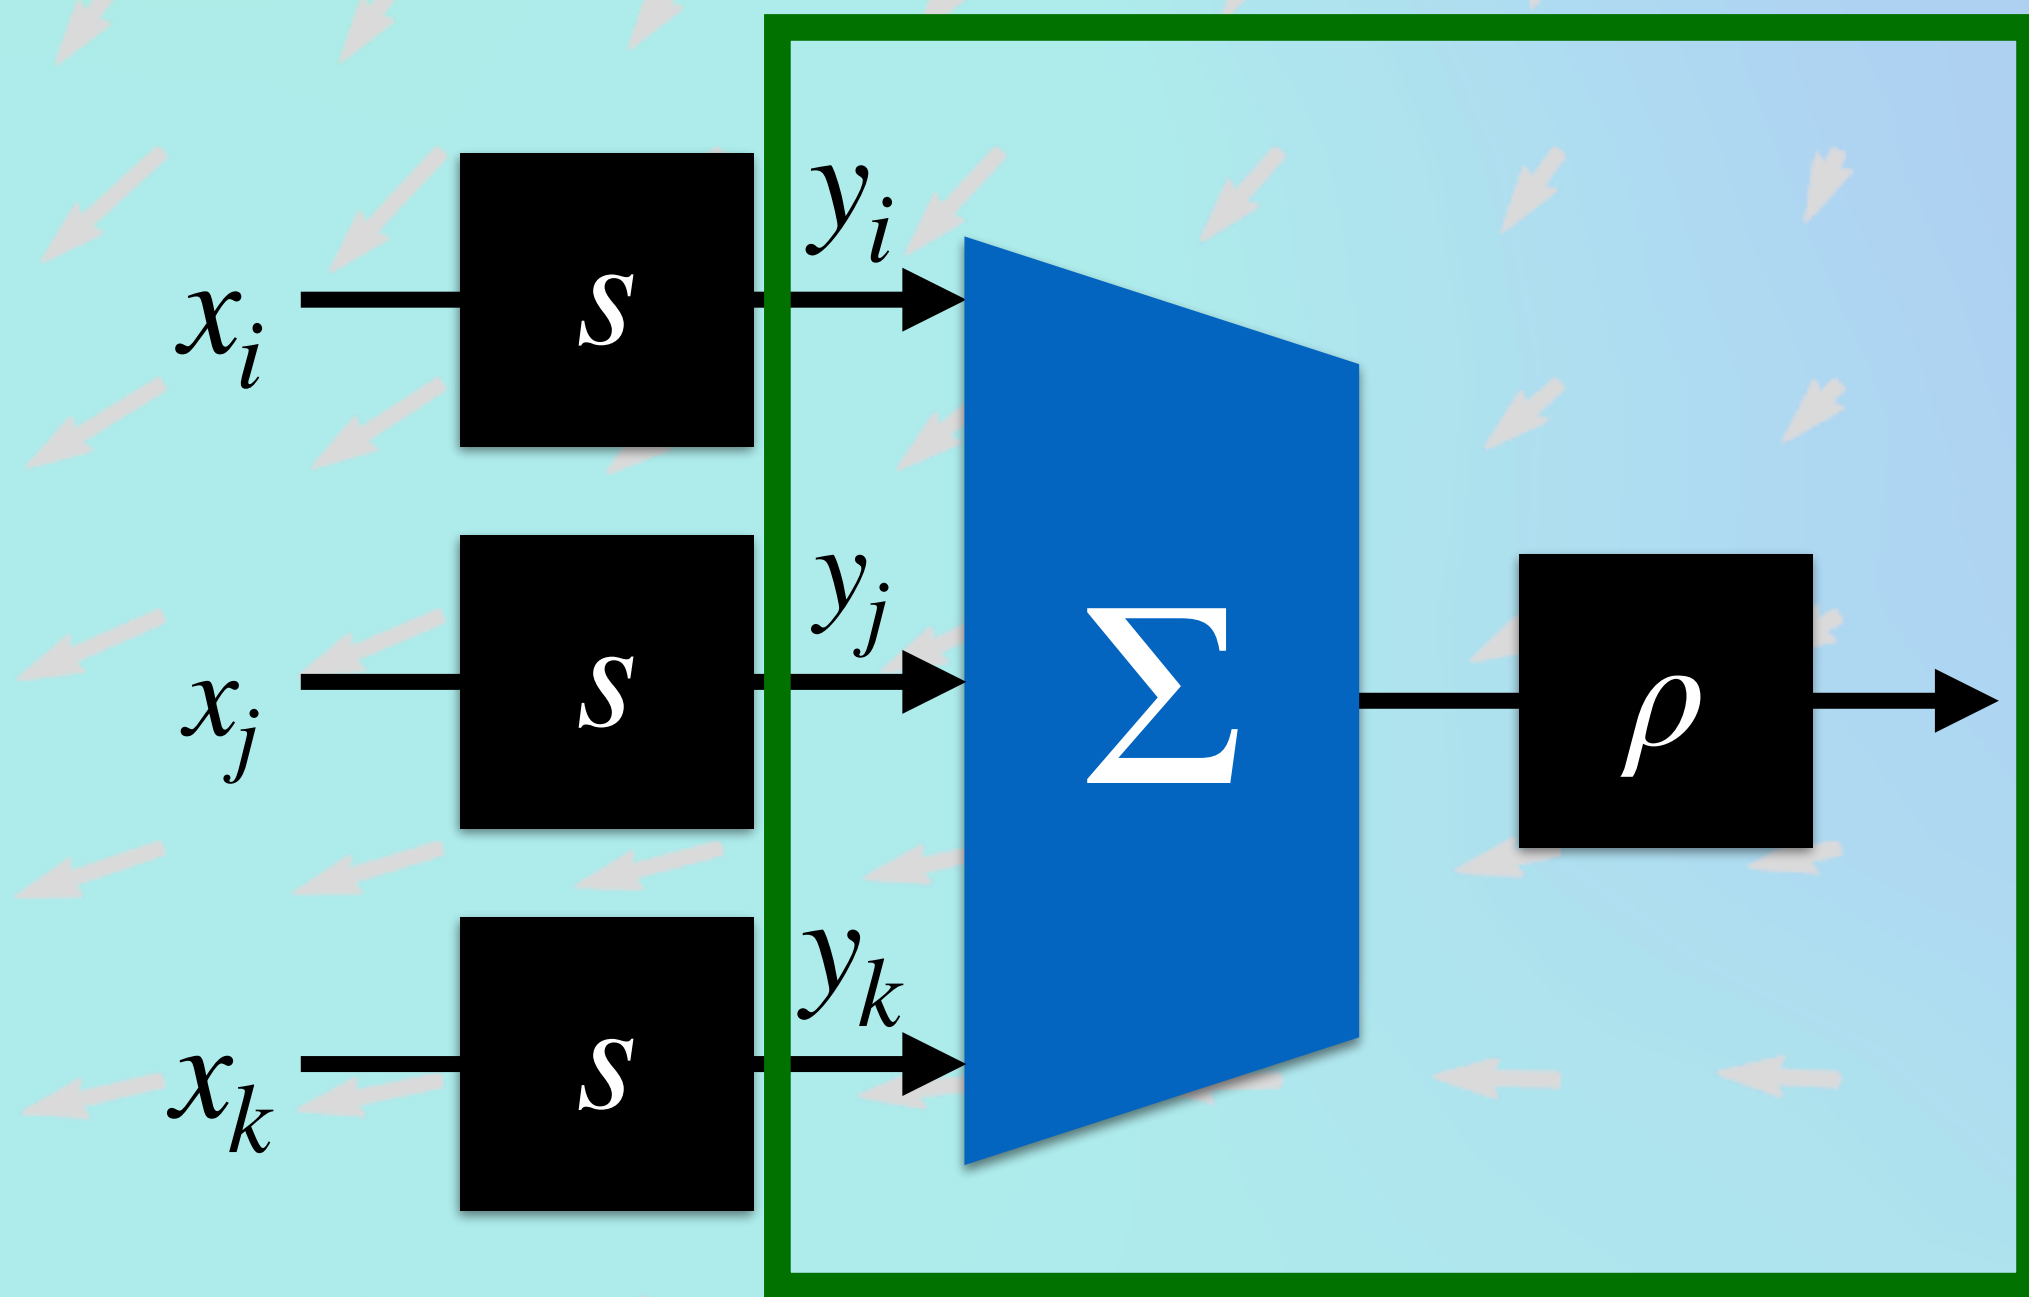 x_i s y_i
x_j s y_j Σ ρ
x_k s y_k